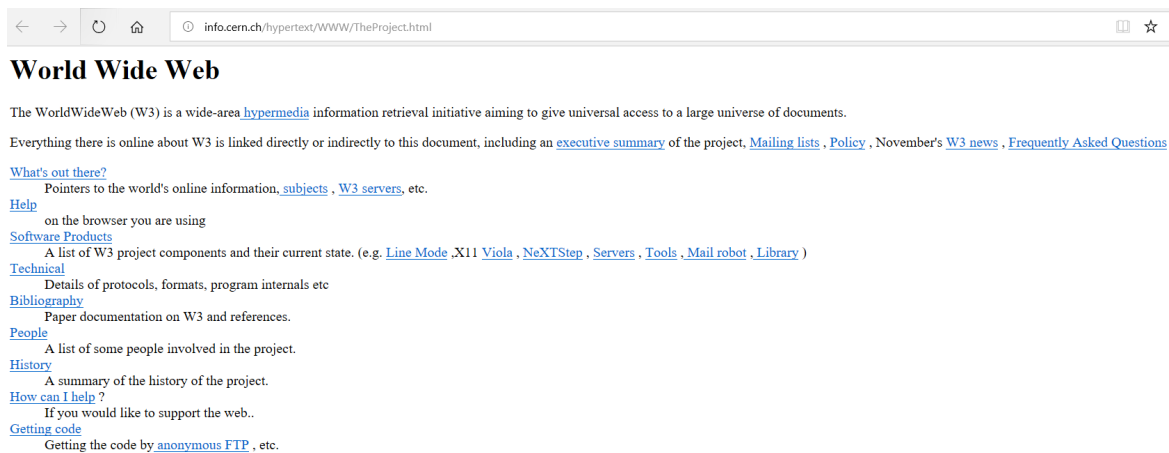 info.cern.ch/hypertext/WWW/TheProject.html
World Wide Web
The WorldWideWeb (W3) is a wide-area hypermedia information retrieval initiative aiming to give universal access to a large universe of documents.
Everything there is online about W3 is linked directly or indirectly to this document, including an executive summary of the project, Mailing lists , Policy , November's W3 news , Frequently Asked Questions
What's out there?
Pointers to the world's online information, subjects , W3 servers, etc.
Help
on the browser you are using
Software Products
A list of W3 project components and their current state. (e.g. Line Mode ,X11 Viola , NeXTStep , Servers , Tools , Mail robot , Library )
Technical
Details of protocols, formats, program internals etc
Bibliography
Paper documentation on W3 and references.
People
A list of some people involved in the project.
History
A summary of the history of the project.
How can I help ?
If you would like to support the web..
Getting code
Getting the code by anonymous FTP , etc.